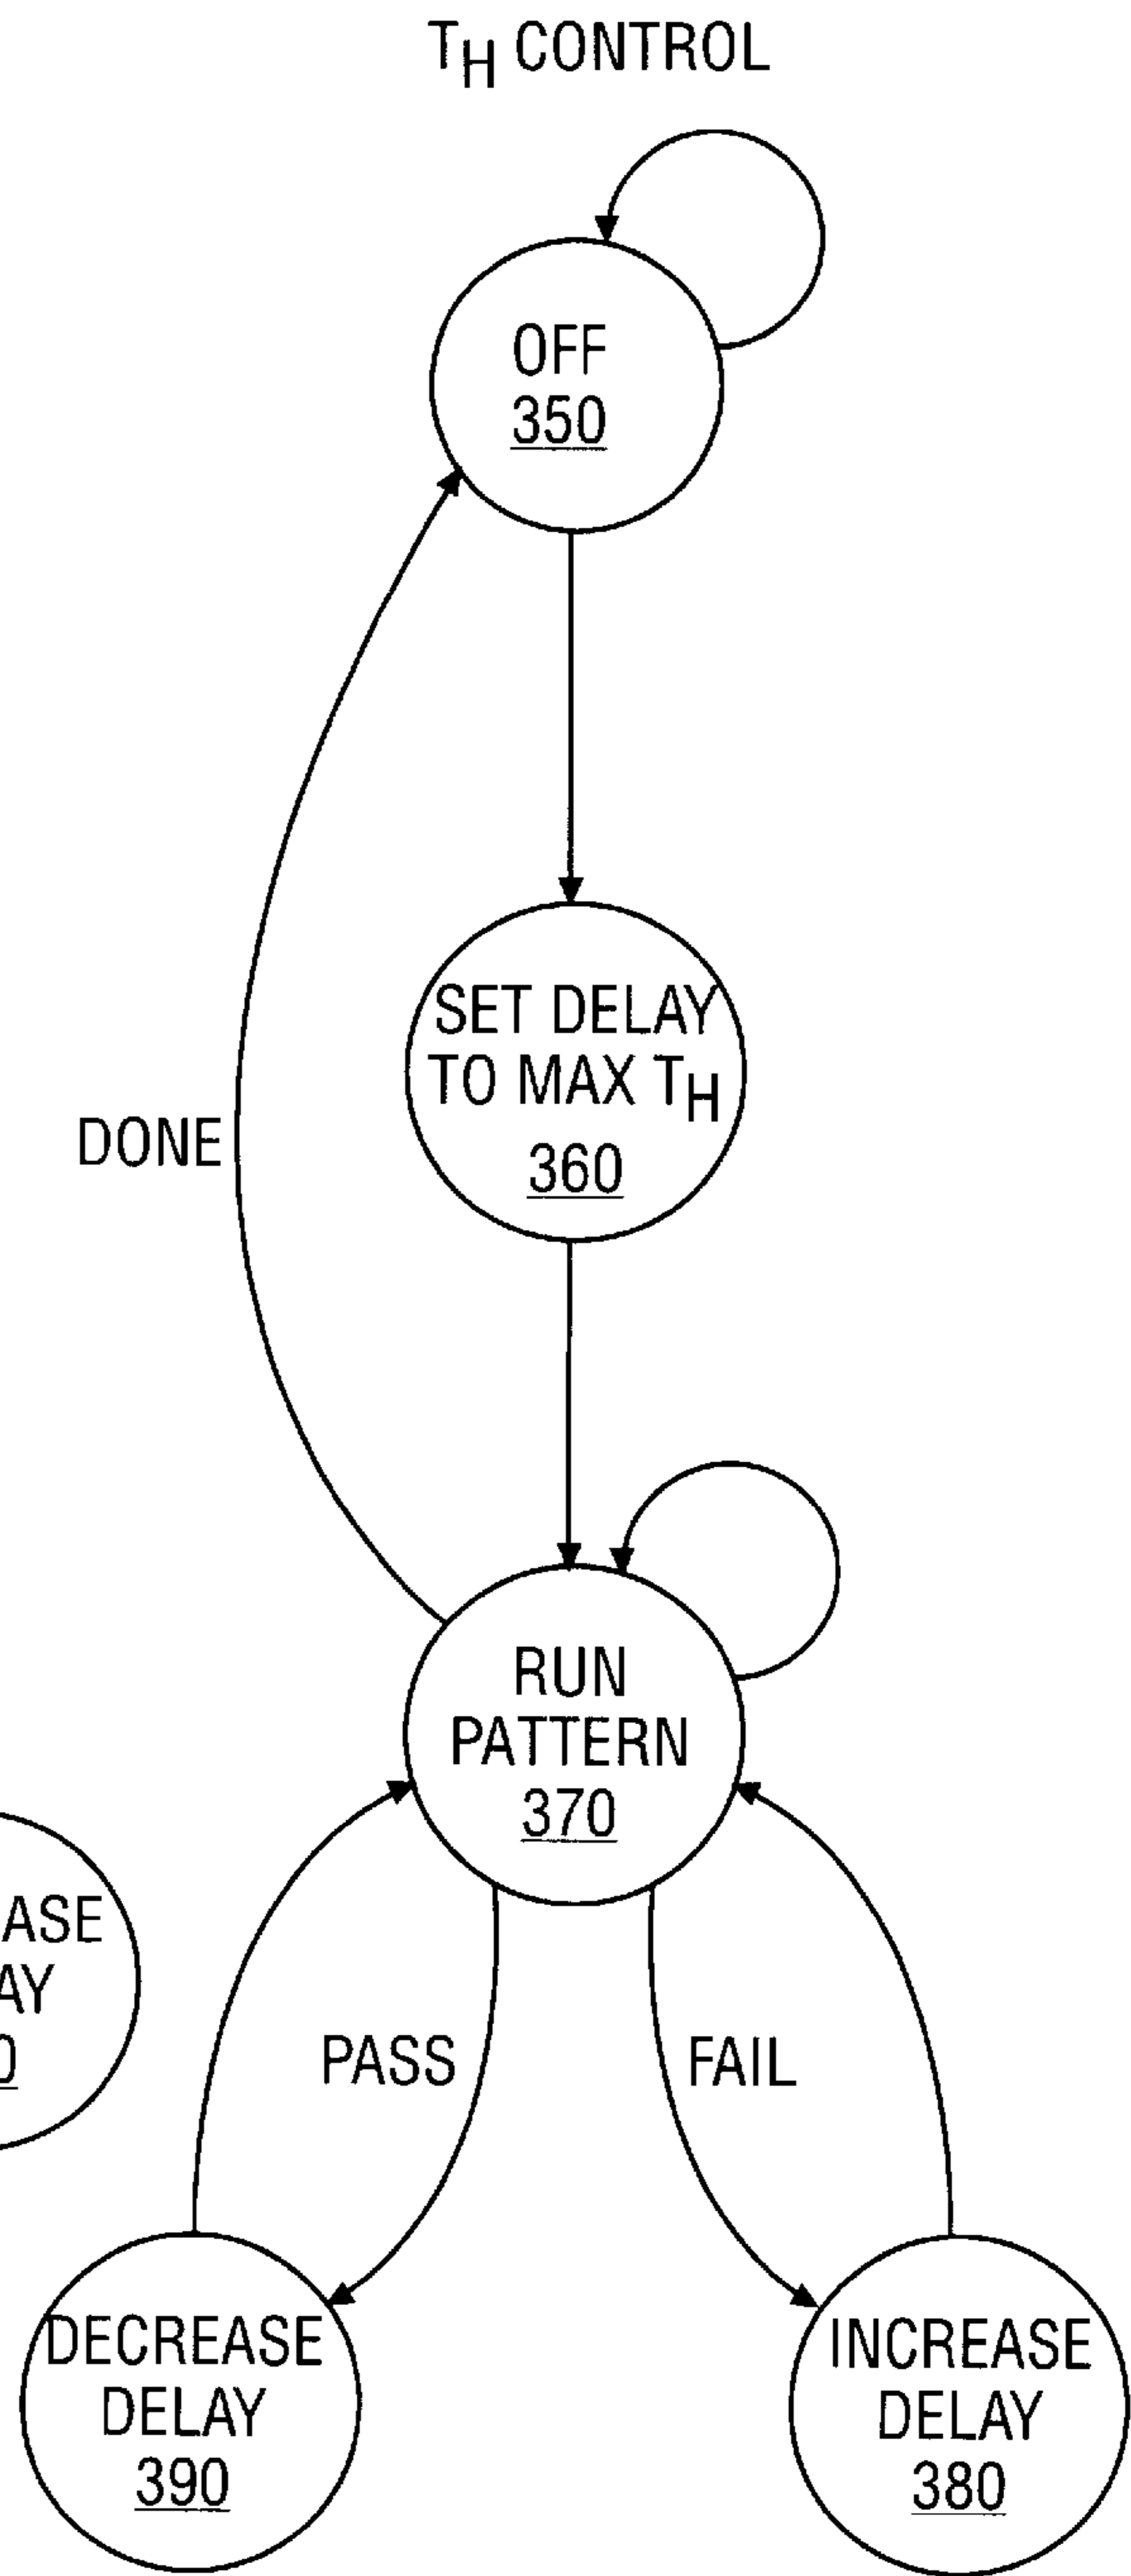 TH CONTROL
OFF
350
SET DELAY
TO MAX TH
360
DONE
RUN
PATTERN
370
PASS
FAIL
DECREASE
DELAY
390
INCREASE
DELAY
380